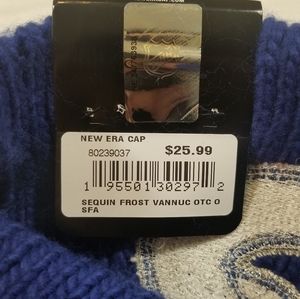 NEW ERA CAP
80239037 $25.99
1 95501 30297 2
SEQUIN FROST VANNUC OTC O
SFA